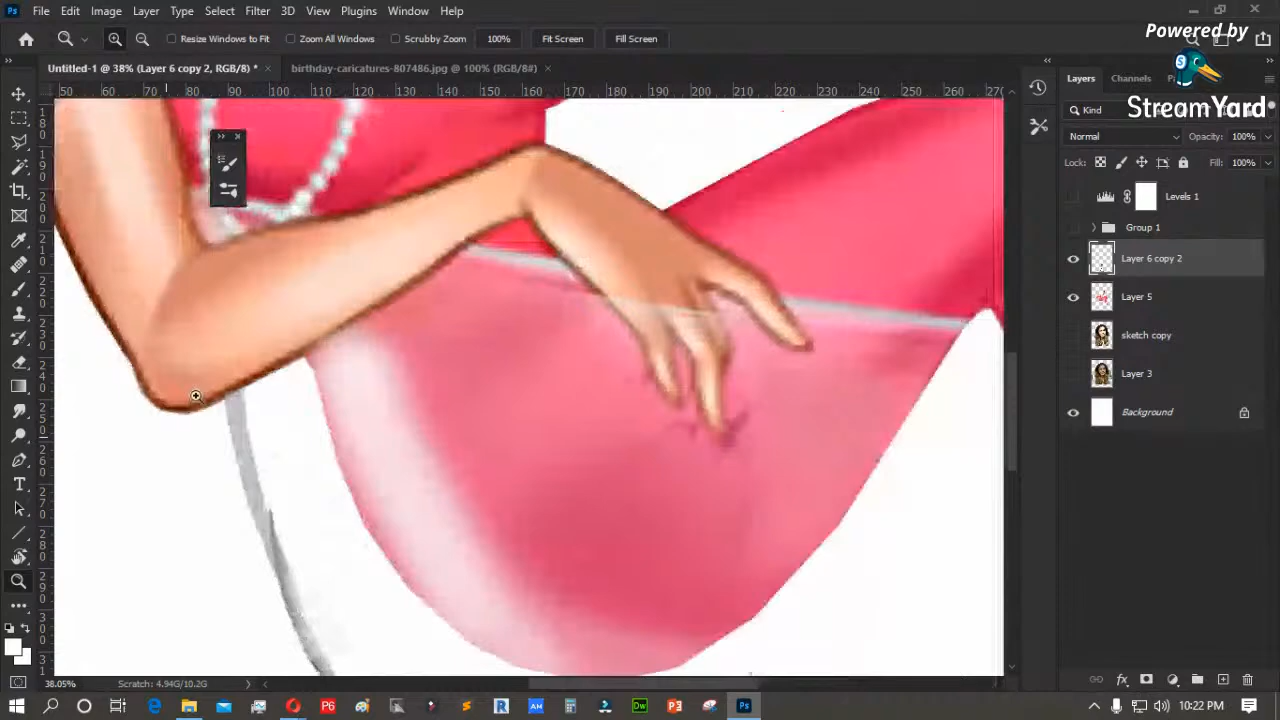 File Edit Image Layer Type Select Filter 3D View Plugins Window Help
Powered by
StreamYard
Resize Windows to Fit Zoom All Windows Scrubby Zoom 100% Fit Screen Fill Screen
Untitled-1 @ 38% (Layer 6 copy 2, RGB/8) * × birthday-caricatures-807486.jpg @ 100% (RGB/8#) ×
50 60 70 80 90 100 110 120 130 140 150 160 170 180 190 200 210 220 230 240 250 260 270
Layers Channels
Kind
Normal Opacity: 100%
Lock: Fill: 100%
Levels 1
Group 1
Layer 6 copy 2
Layer 5
sketch copy
Layer 3
Background
38.05% Scratch: 4.94G/10.2G
10:22 PM